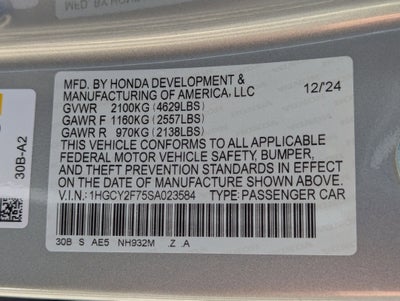 MFD. BY HONDA DEVELOPMENT &
MANUFACTURING OF AMERICA, LLC 12/24
GVWR 2100KG (4629LBS)
GAWR F 1160KG (2557LBS)
GAWR R 970KG (2138LBS)
THIS VEHICLE CONFORMS TO ALL APPLICABLE
FEDERAL MOTOR VEHICLE SAFETY, BUMPER,
AND THEFT PREVENTION STANDARDS IN EFFECT
ON THE DATE OF MANUFACTURE SHOWN ABOVE.
V.I.N.: 1HGCY2F75SA023584 TYPE: PASSENGER CAR
30B S AE5 NH932M .Z .A
30B-A2